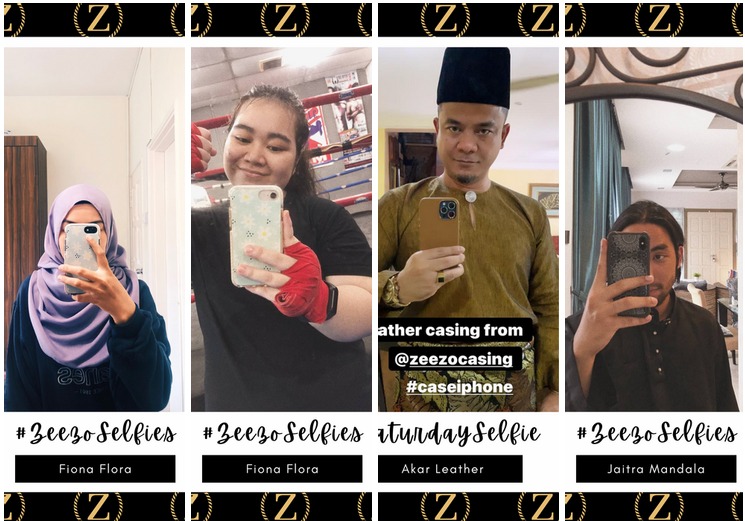 Z Z Z Z
ather casing from
@zeezocasing
#caseiphone
#ZeezoSelfies
Fiona Flora
#ZeezoSelfies
Fiona Flora
aturdaySelfie
Akar Leather
#ZeezoSelfies
Jaitra Mandala
Z Z Z Z